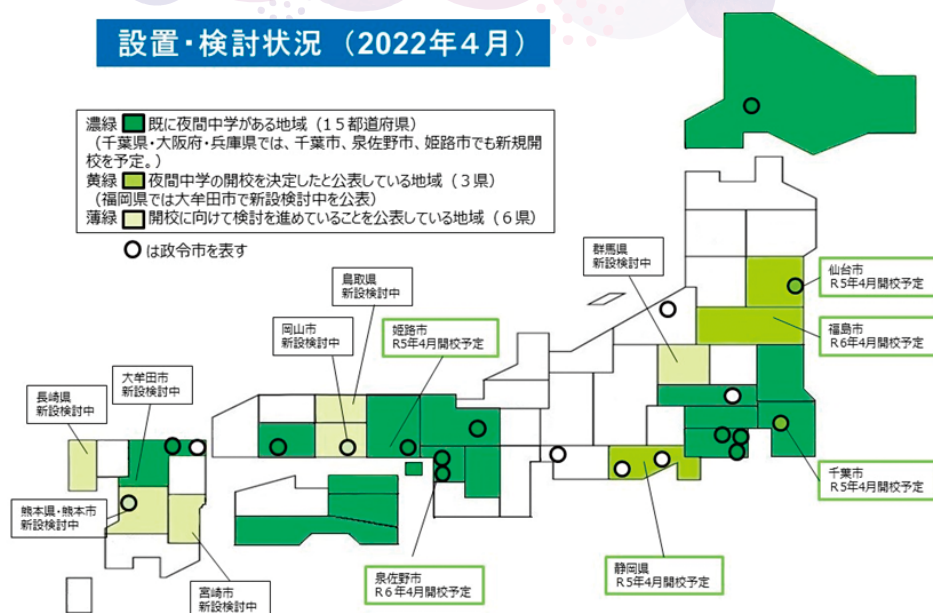 設置・検討状況 (2022年4月)
濃緑 既に夜間中学がある地域(15都道府県)
(千葉県・大阪府・兵庫県では、千葉市、泉佐野市、姫路市でも新規開
校を予定。)
黄緑 夜間中学の開校を決定したと公表している地域(3県)
(福岡県では大牟田市で新設検討中を公表)
薄緑 開校に向けて検討を進めていることを公表している地域(6県)
〇は政令市を表す
群馬県
新設検討中
仙台市
R5年4月開校予定
鳥取県
新設検討中
福島市
R6年4月開校予定
岡山市
新設検討中
姫路市
R5年4月開校予定
大牟田市
新設検討中
長崎県
新設検討中
千葉市
R5年4月開校予定
熊本県・熊本市
新設検討中
宮崎市
新設検討中
泉佐野市
R6年4月開校予定
静岡県
R5年4月開校予定